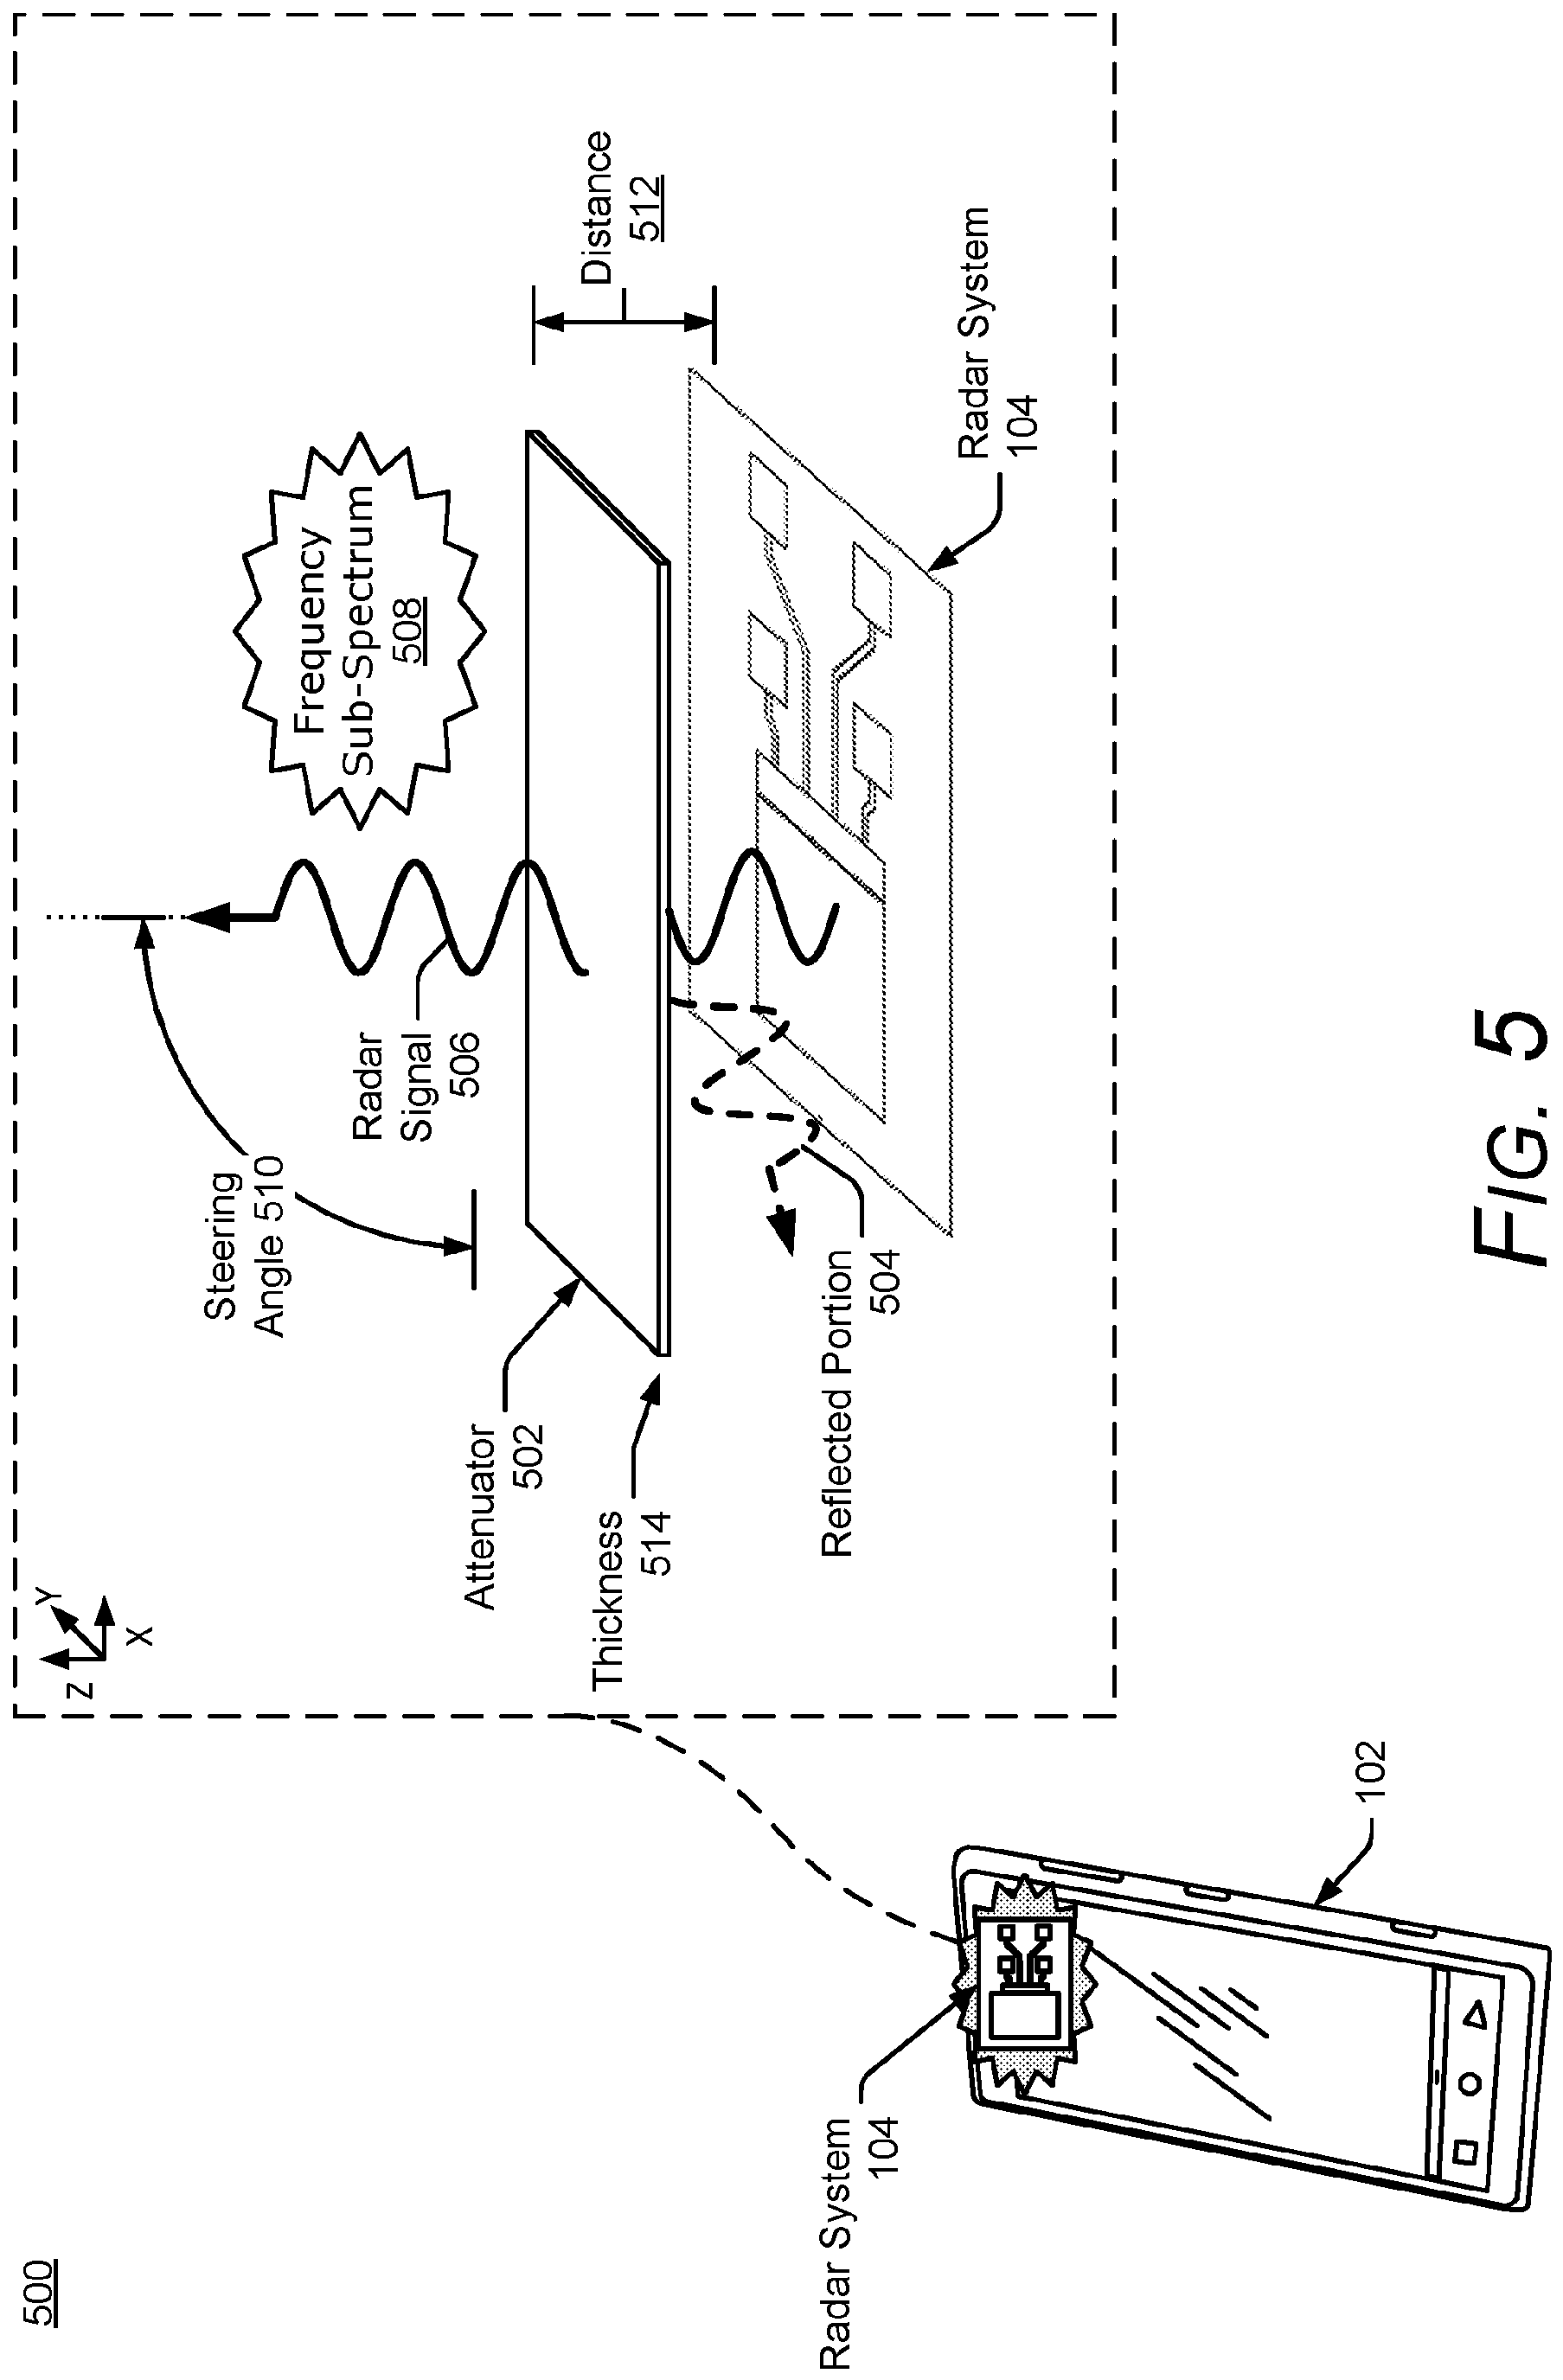 500
Z
Y
X
Steering
Angle 510
Radar
Signal
506
Frequency
Sub-Spectrum
508
Attenuator
502
Thickness
514
Distance
512
Reflected Portion
504
Radar System
104
Radar System
104
102
FIG. 5